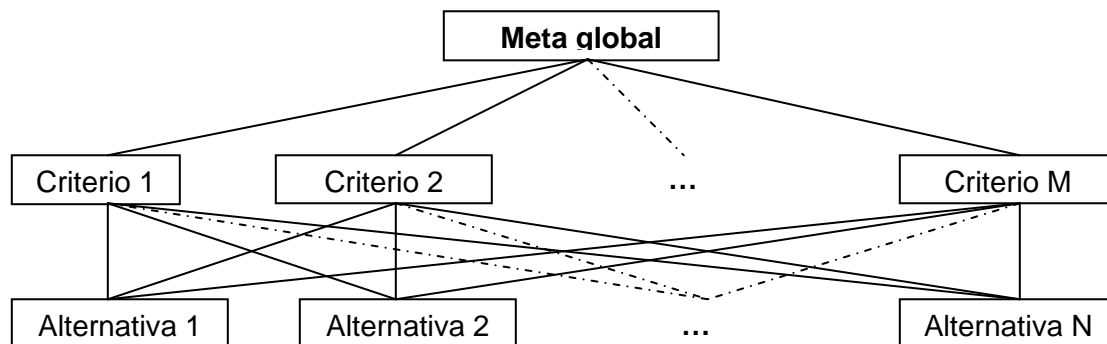 Meta global
Criterio 1
Criterio 2
...
Criterio M
Alternativa 1
Alternativa 2
...
Alternativa N